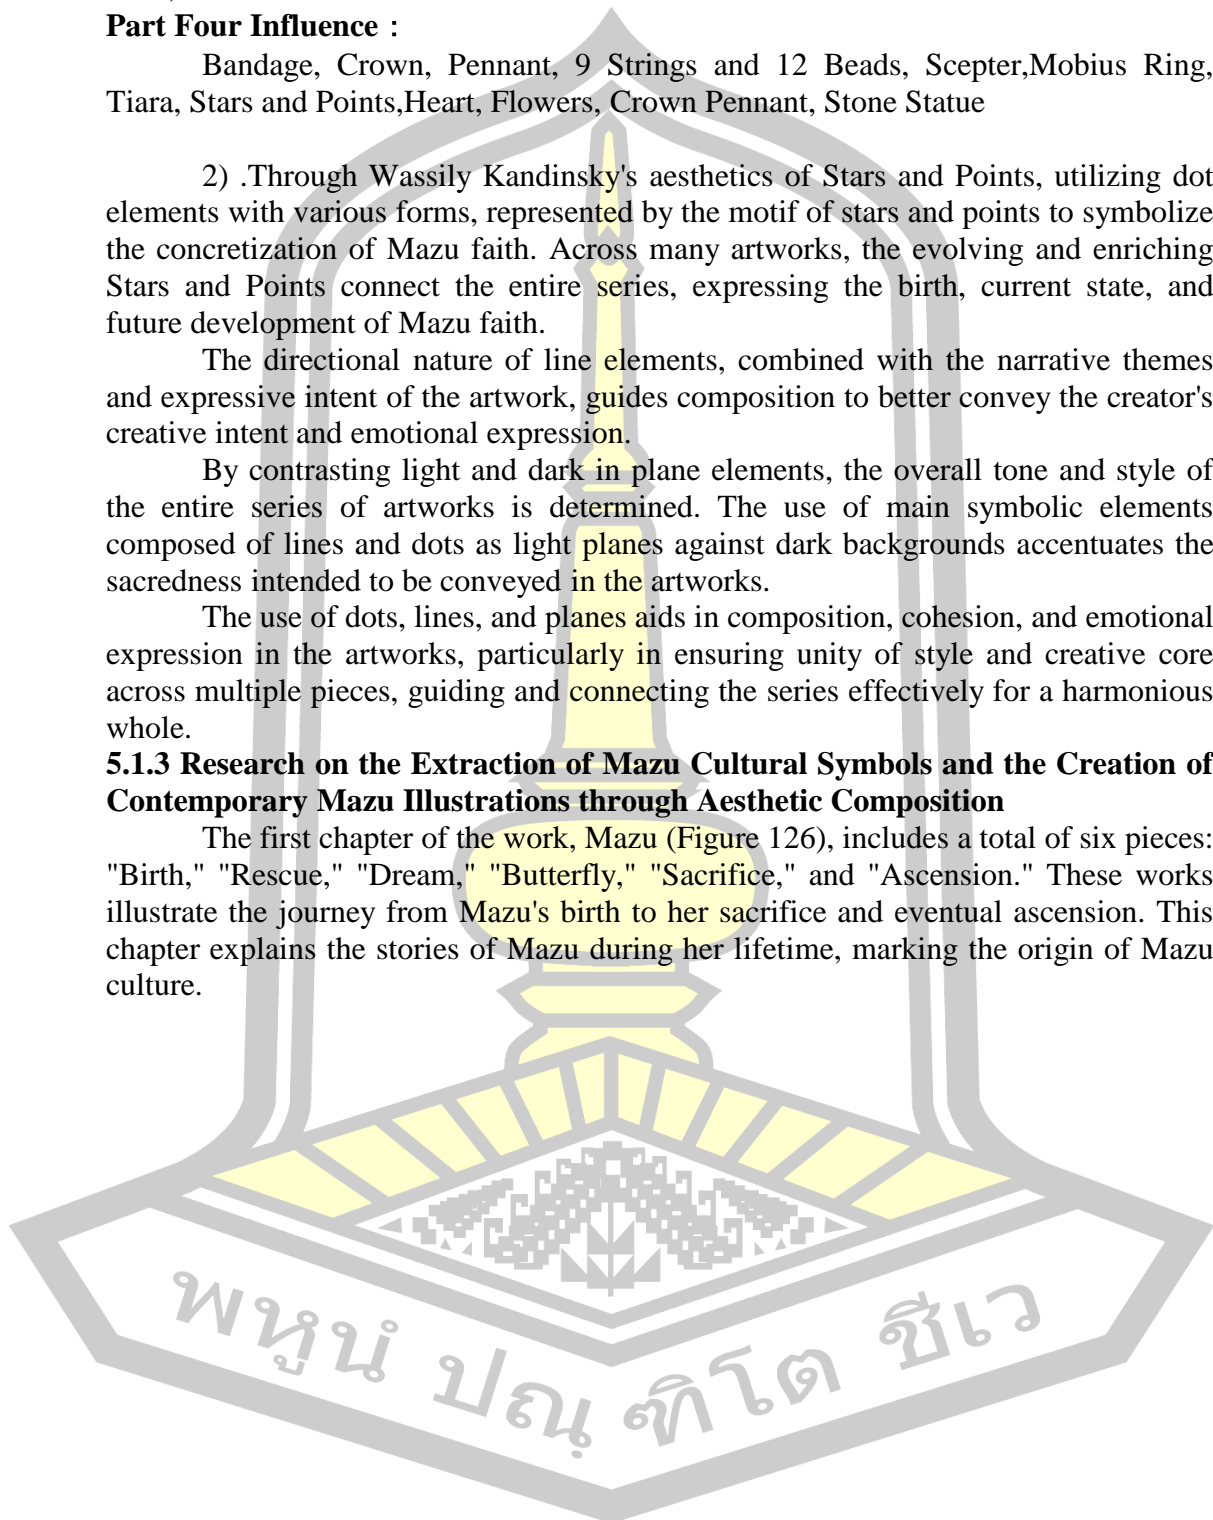 Part Four Influence：
Bandage, Crown, Pennant, 9 Strings and 12 Beads, Scepter,Mobius Ring,
Tiara, Stars and Points,Heart, Flowers, Crown Pennant, Stone Statue
2) .Through Wassily Kandinsky's aesthetics of Stars and Points, utilizing dot
elements with various forms, represented by the motif of stars and points to symbolize
the concretization of Mazu faith. Across many artworks, the evolving and enriching
Stars and Points connect the entire series, expressing the birth, current state, and
future development of Mazu faith.
The directional nature of line elements, combined with the narrative themes
and expressive intent of the artwork, guides composition to better convey the creator's
creative intent and emotional expression.
By contrasting light and dark in plane elements, the overall tone and style of
the entire series of artworks is determined. The use of main symbolic elements
composed of lines and dots as light planes against dark backgrounds accentuates the
sacredness intended to be conveyed in the artworks.
The use of dots, lines, and planes aids in composition, cohesion, and emotional
expression in the artworks, particularly in ensuring unity of style and creative core
across multiple pieces, guiding and connecting the series effectively for a harmonious
whole.
5.1.3 Research on the Extraction of Mazu Cultural Symbols and the Creation of
Contemporary Mazu Illustrations through Aesthetic Composition
The first chapter of the work, Mazu (Figure 126), includes a total of six pieces:
"Birth," "Rescue," "Dream," "Butterfly," "Sacrifice," and "Ascension." These works
illustrate the journey from Mazu's birth to her sacrifice and eventual ascension. This
chapter explains the stories of Mazu during her lifetime, marking the origin of Mazu
culture.
พหูนํ ปณฺฑิโต ชีเว